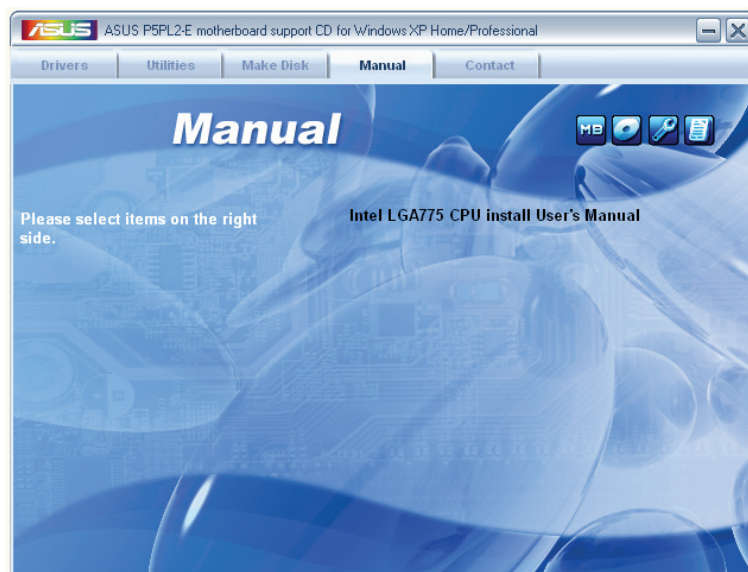 ASUS ASUS P5PL2-E motherboard support CD for Windows XP Home/Professional
Drivers Utilities Make Disk Manual Contact
Manual
MB
Please select items on the right
side.
Intel LGA775 CPU install User's Manual